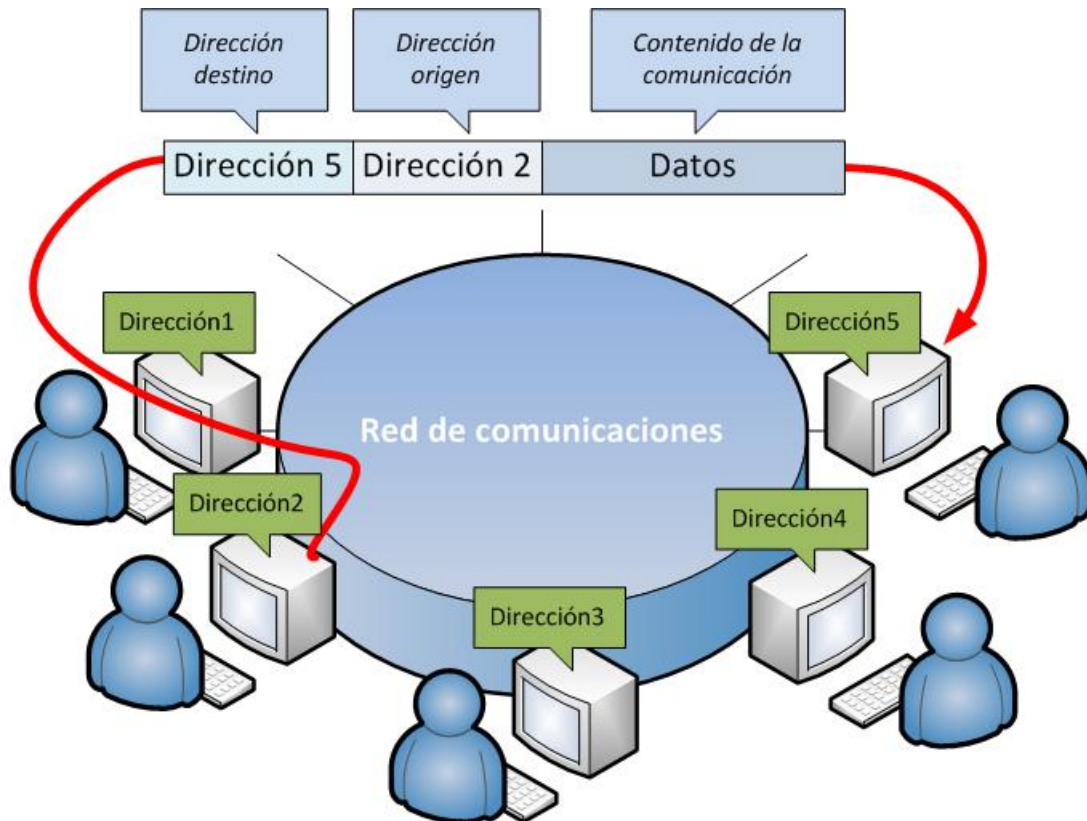 Dirección
destino
Dirección
origen
Contenido de la
comunicación
Dirección 5
Dirección 2
Datos
Dirección1
Dirección5
Red de comunicaciones
Dirección2
Dirección4
Dirección3